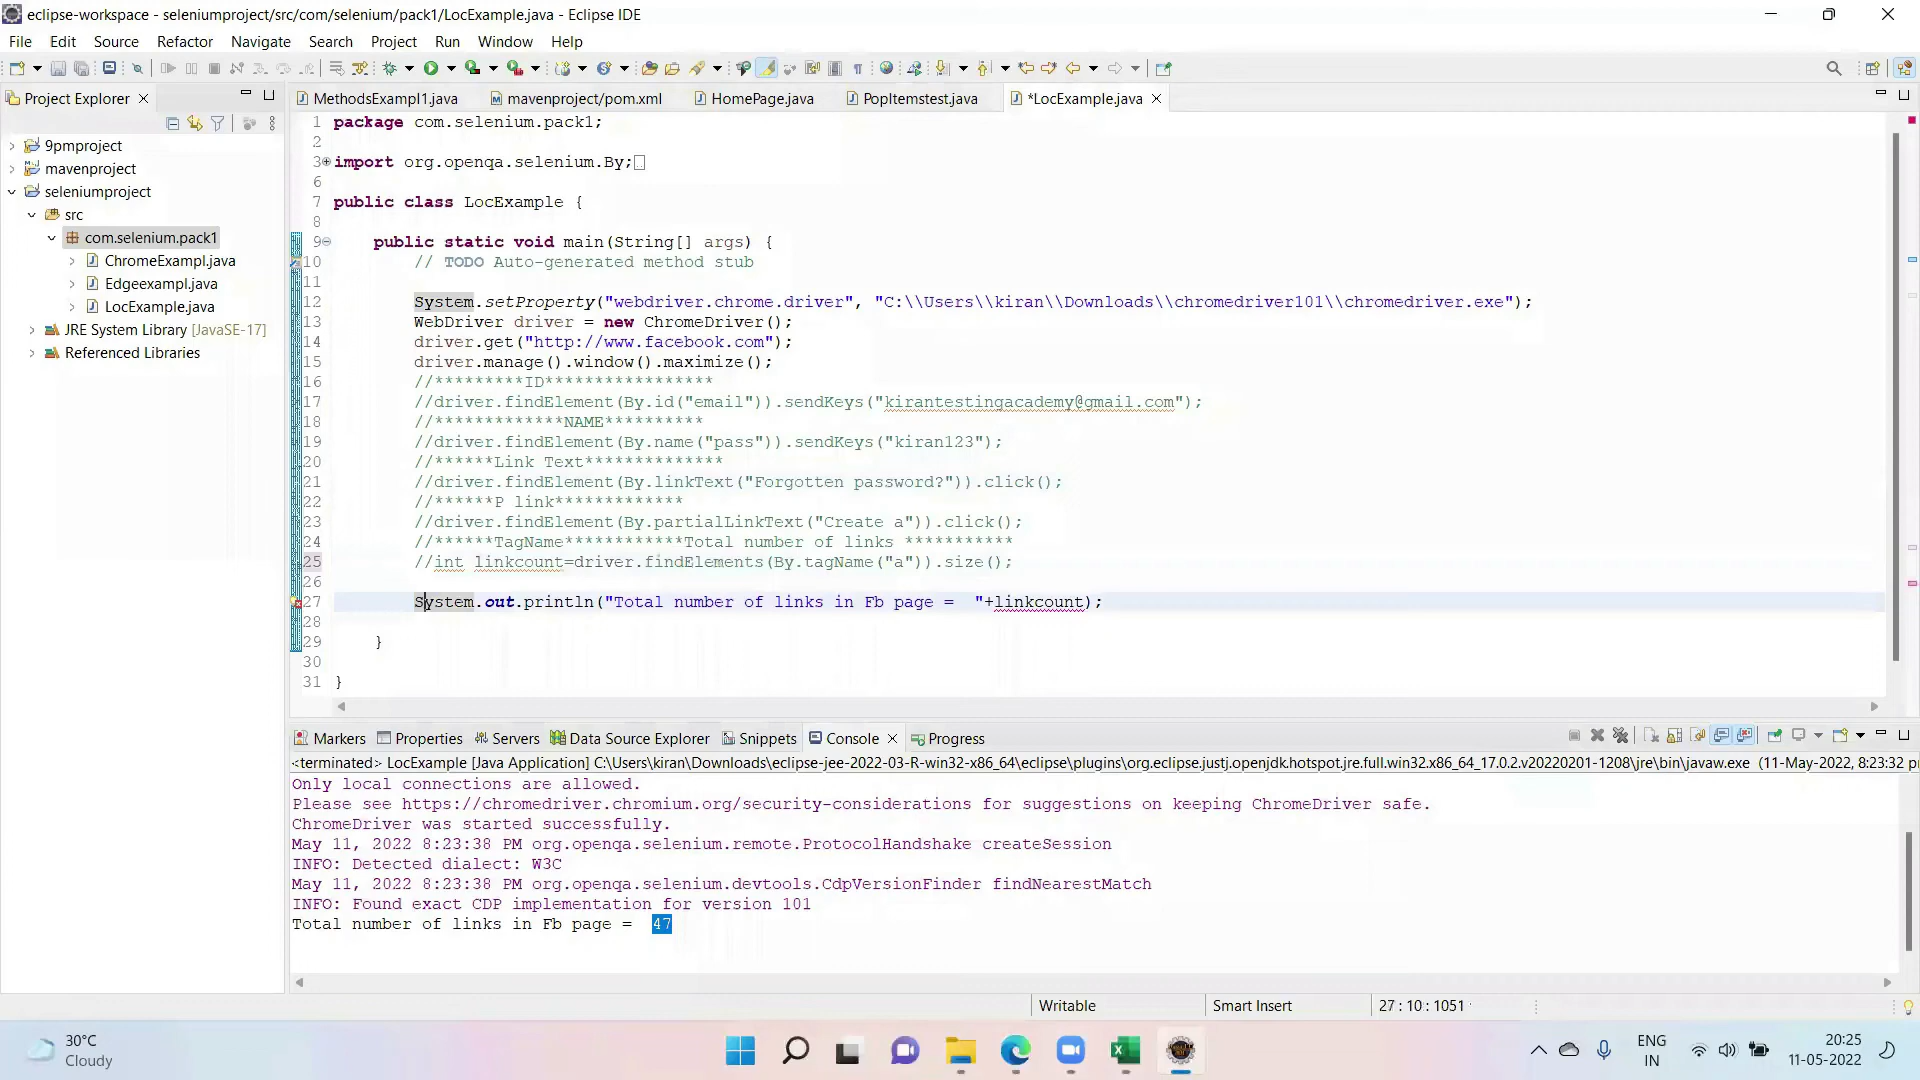 eclipse-workspace - seleniumproject/src/com/selenium/pack1/LocExample.java - Eclipse IDE
File Edit Source Refactor Navigate Search Project Run Window Help
Project Explorer
MethodsExampl1.java mavenproject/pom.xml HomePage.java PopItemstest.java *LocExample.java
9pmproject
mavenproject
seleniumproject
src
com.selenium.pack1
ChromeExampl.java
Edgeexampl.java
LocExample.java
JRE System Library [JavaSE-17]
Referenced Libraries
1 package com.selenium.pack1;
2
3 import org.openqa.selenium.By;
6
7 public class LocExample {
8
9 public static void main(String[] args) {
10 // TODO Auto-generated method stub
11
12 System.setProperty("webdriver.chrome.driver", "C:\\Users\\kiran\\Downloads\\chromedriver101\\chromedriver.exe");
13 WebDriver driver = new ChromeDriver();
14 driver.get("http://www.facebook.com");
15 driver.manage().window().maximize();
16 //*********ID*****************
17 //driver.findElement(By.id("email")).sendKeys("kirantestingacademy@gmail.com");
18 //*************NAME**********
19 //driver.findElement(By.name("pass")).sendKeys("kiran123");
20 //******Link Text**************
21 //driver.findElement(By.linkText("Forgotten password?")).click();
22 //******P link*************
23 //driver.findElement(By.partialLinkText("Create a")).click();
24 //******TagName************Total number of links ***********
25 //int linkcount=driver.findElements(By.tagName("a")).size();
26
27 System.out.println("Total number of links in Fb page =  "+linkcount);
28
29 }
30
31 }
Markers Properties Servers Data Source Explorer Snippets Console Progress
<terminated> LocExample [Java Application] C:\Users\kiran\Downloads\eclipse-jee-2022-03-R-win32-x86_64\eclipse\plugins\org.eclipse.justj.openjdk.hotspot.jre.full.win32.x86_64_17.0.2.v20220201-1208\jre\bin\javaw.exe (11-May-2022, 8:23:32 p
Only local connections are allowed.
Please see https://chromedriver.chromium.org/security-considerations for suggestions on keeping ChromeDriver safe.
ChromeDriver was started successfully.
May 11, 2022 8:23:38 PM org.openqa.selenium.remote.ProtocolHandshake createSession
INFO: Detected dialect: W3C
May 11, 2022 8:23:38 PM org.openqa.selenium.devtools.CdpVersionFinder findNearestMatch
INFO: Found exact CDP implementation for version 101
Total number of links in Fb page =  47
Writable Smart Insert 27 : 10 : 1051
30°C
Cloudy
ENG
IN
20:25
11-05-2022